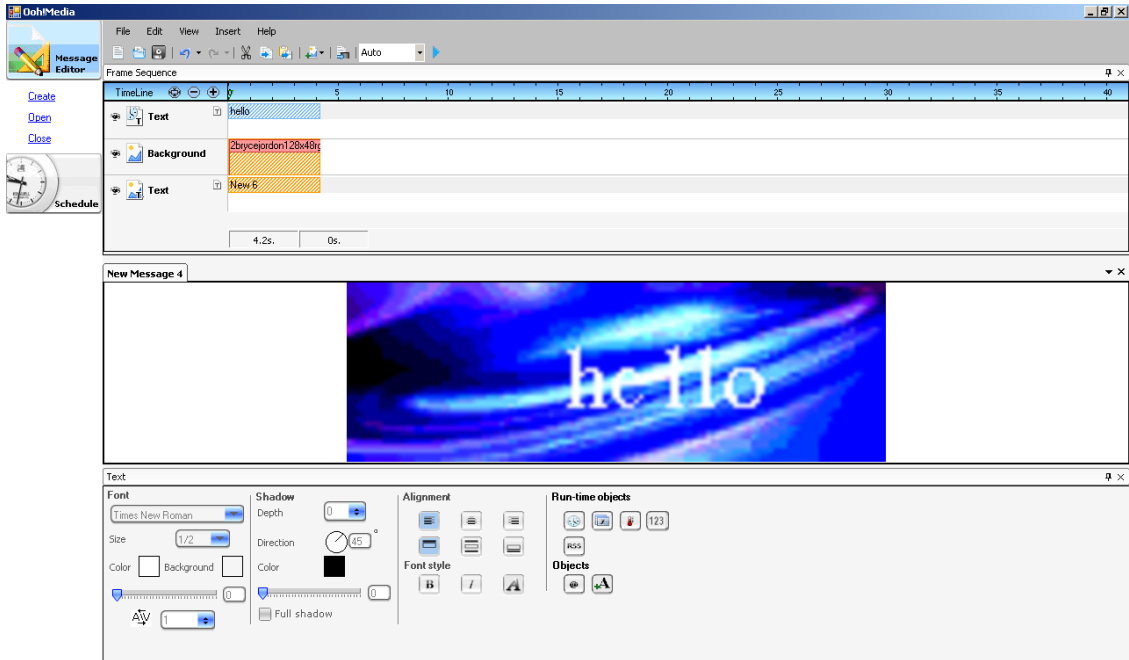 Ooh!Media
File Edit View Insert Help
Message Editor
Auto
Frame Sequence
TimeLine 0 5 10 15 20 25 30 35 40
Create
Open
Close
Schedule
Text hello
Background 2brycejordon128x48r
Text New 6
4.2s. 0s.
New Message 4
hello
Text
Font
Times New Roman
Size 1/2
Color Background
0
AV 1
Shadow
Depth 0
Direction 45 °
Color
0
Full shadow
Alignment
Font style
B I A
Run-time objects
123
RSS
Objects
@ +A